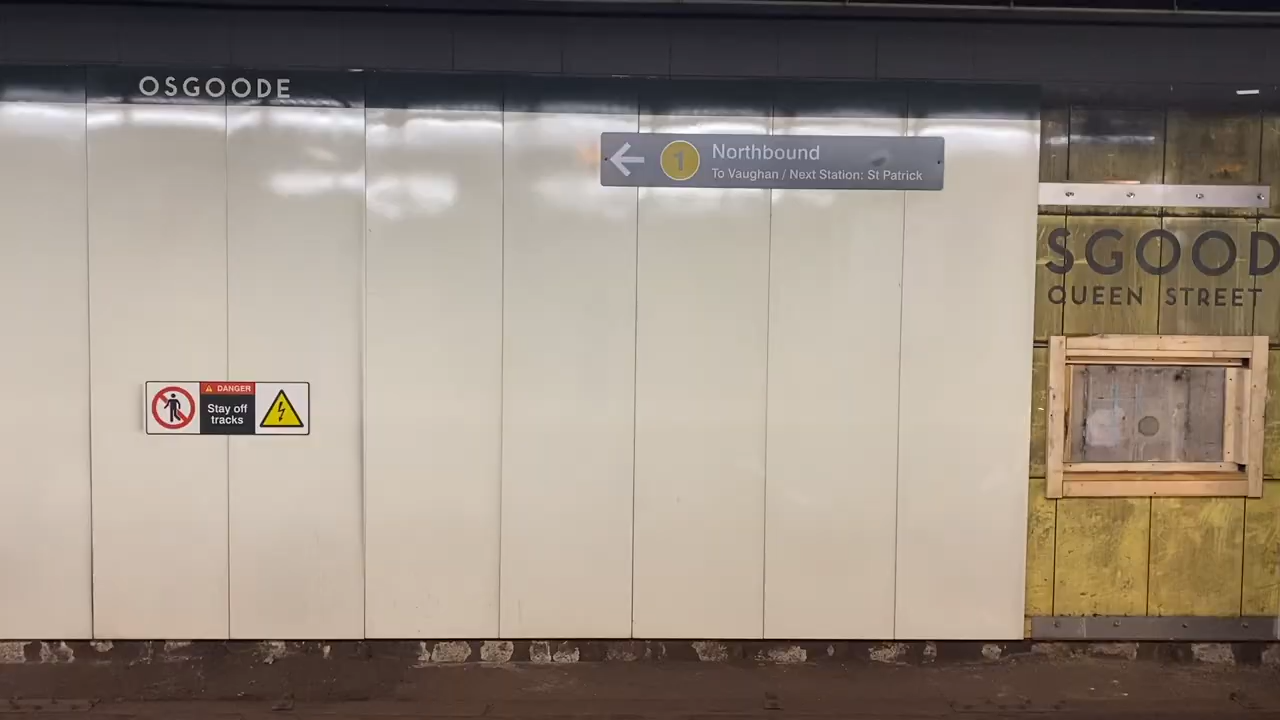 OSGOODE
1
Northbound
To Vaughan / Next Station: St Patrick
SGOOD
QUEEN STREET
DANGER
Stay off
tracks